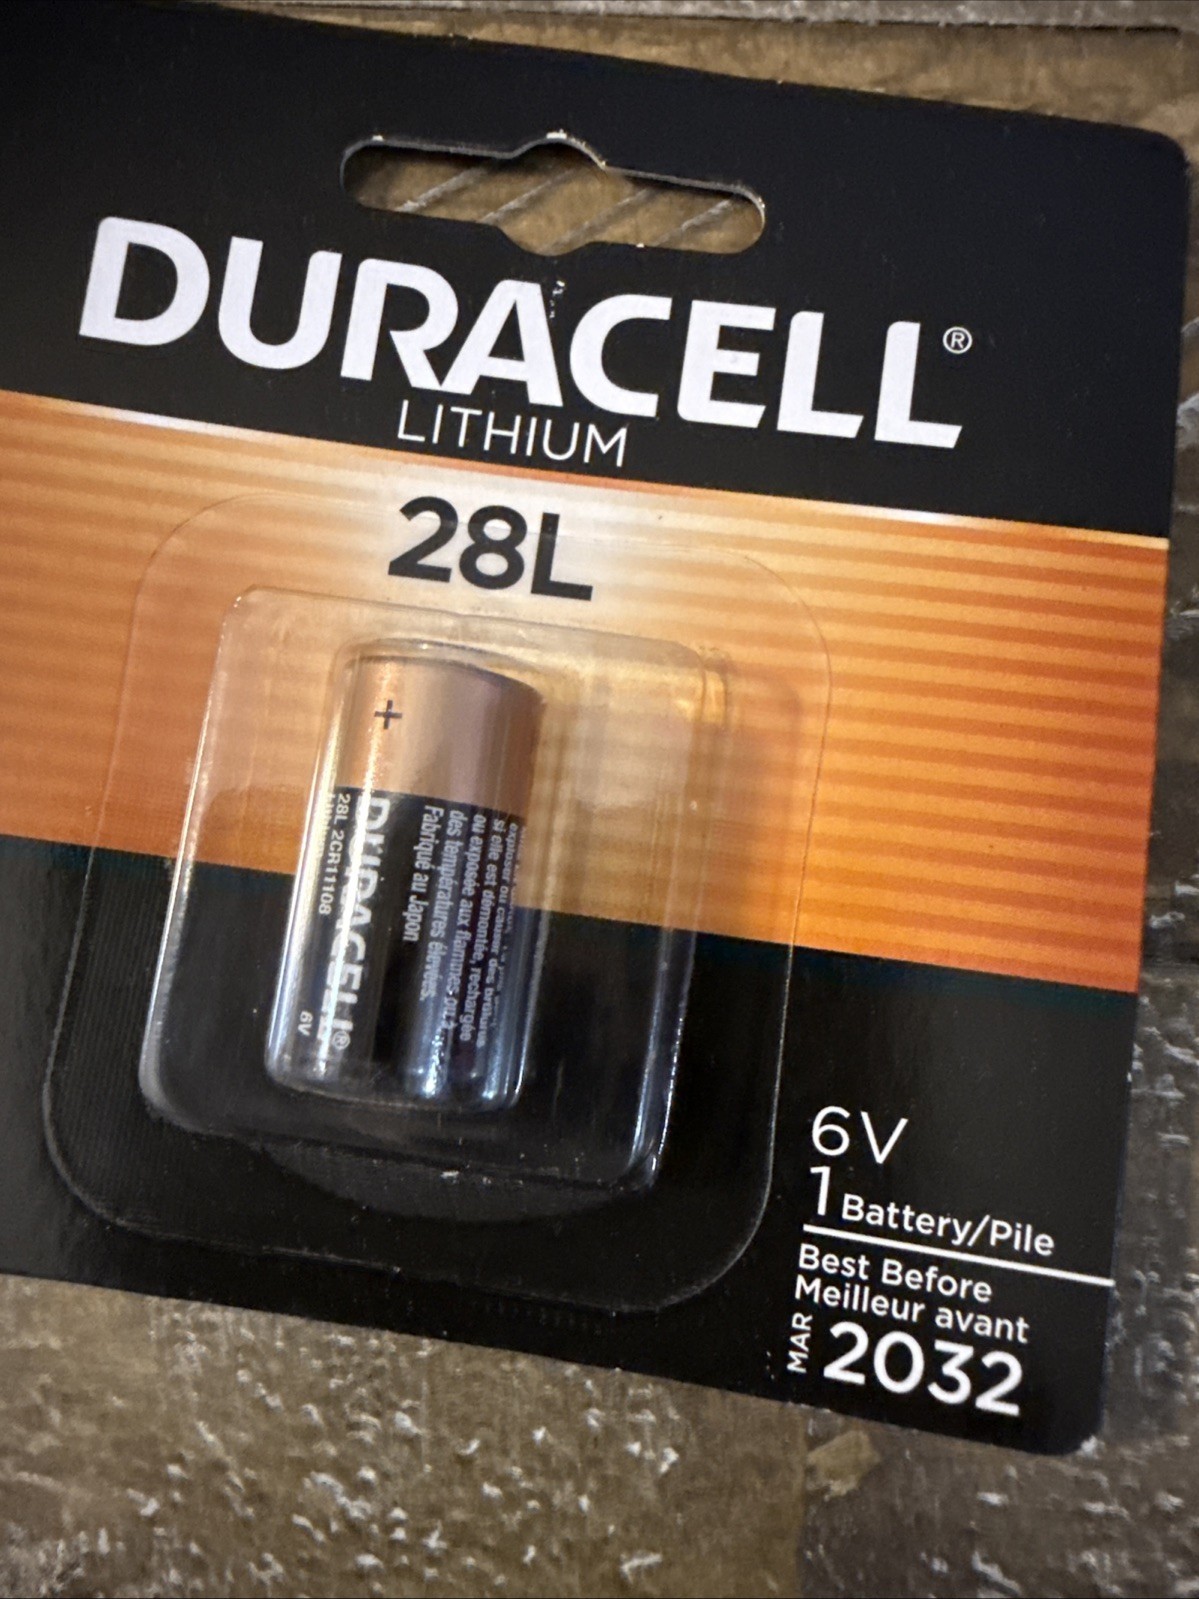 DURACELL®
LITHIUM
28L
+
DURACELL®
28L 2CR11108
6V
si elle est démontée, rechargée
ou exposée aux flammes ou à
des températures élevées.
Fabriqué au Japon
6V
1 Battery/Pile
Best Before
Meilleur avant
MAR 2032